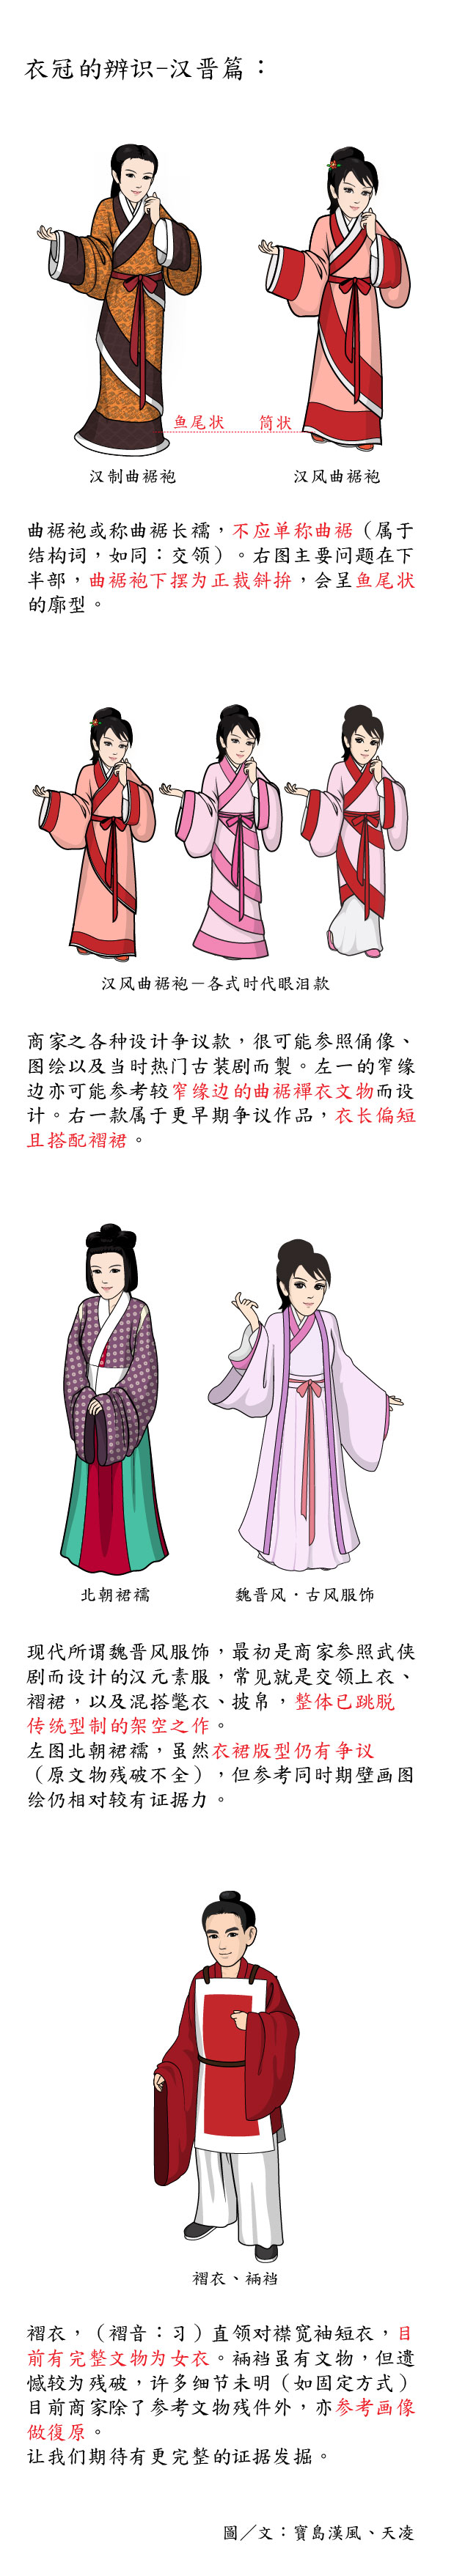 衣冠的辨识-汉晋篇：
鱼尾状 筒状
汉制曲裾袍 汉风曲裾袍
曲裾袍或称曲裾长襦，不应单称曲裾（属于
结构词，如同：交领）。右图主要问题在下
半部，曲裾袍下摆为正裁斜拚，会呈鱼尾状
的廓型。
汉风曲裾袍－各式时代眼泪款
商家之各种设计争议款，很可能参照俑像、
图绘以及当时热门古装剧而製。左一的窄缘
边亦可能参考较窄缘边的曲裾襌衣文物而设
计。右一款属于更早期争议作品，衣长偏短
且搭配褶裙。
北朝裙襦 魏晋风·古风服饰
现代所谓魏晋风服饰，最初是商家参照武侠
剧而设计的汉元素服，常见就是交领上衣、
褶裙，以及混搭氅衣、披帛，整体已跳脱
传统型制的架空之作。
左图北朝裙襦，虽然衣裙版型仍有争议
（原文物残破不全），但参考同时期壁画图
绘仍相对较有证据力。
褶衣、裲裆
褶衣，（褶音：习）直领对襟宽袖短衣，目
前有完整文物为女衣。裲裆虽有文物，但遗
憾较为残破，许多细节未明（如固定方式）
目前商家除了参考文物残件外，亦参考画像
做復原。
让我们期待有更完整的证据发掘。
圖／文：寶島漢風、天凌